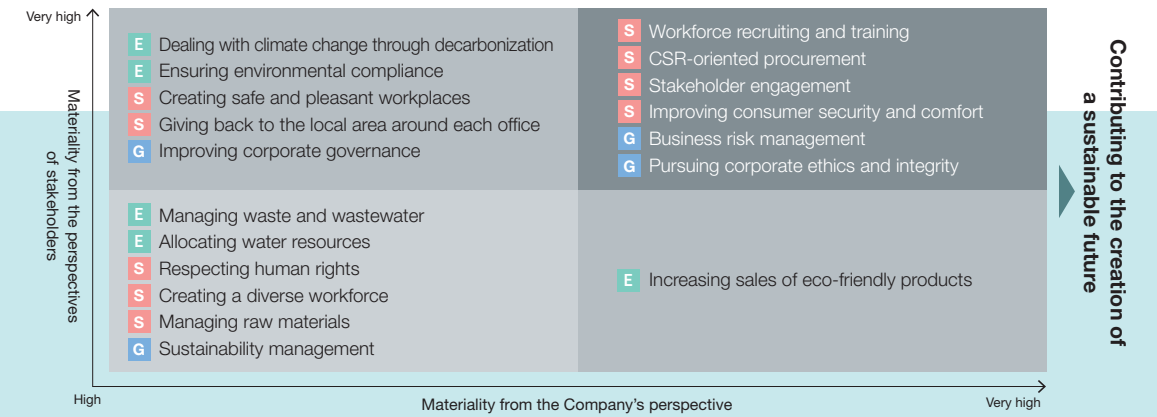 Very high
Materiality from the perspectives
of stakeholders
E Dealing with climate change through decarbonization
E Ensuring environmental compliance
S Creating safe and pleasant workplaces
S Giving back to the local area around each office
G Improving corporate governance
S Workforce recruiting and training
S CSR-oriented procurement
S Stakeholder engagement
S Improving consumer security and comfort
G Business risk management
G Pursuing corporate ethics and integrity
E Managing waste and wastewater
E Allocating water resources
S Respecting human rights
S Creating a diverse workforce
S Managing raw materials
G Sustainability management
E Increasing sales of eco-friendly products
High
Materiality from the Company's perspective
Very high
Contributing to the creation of
a sustainable future